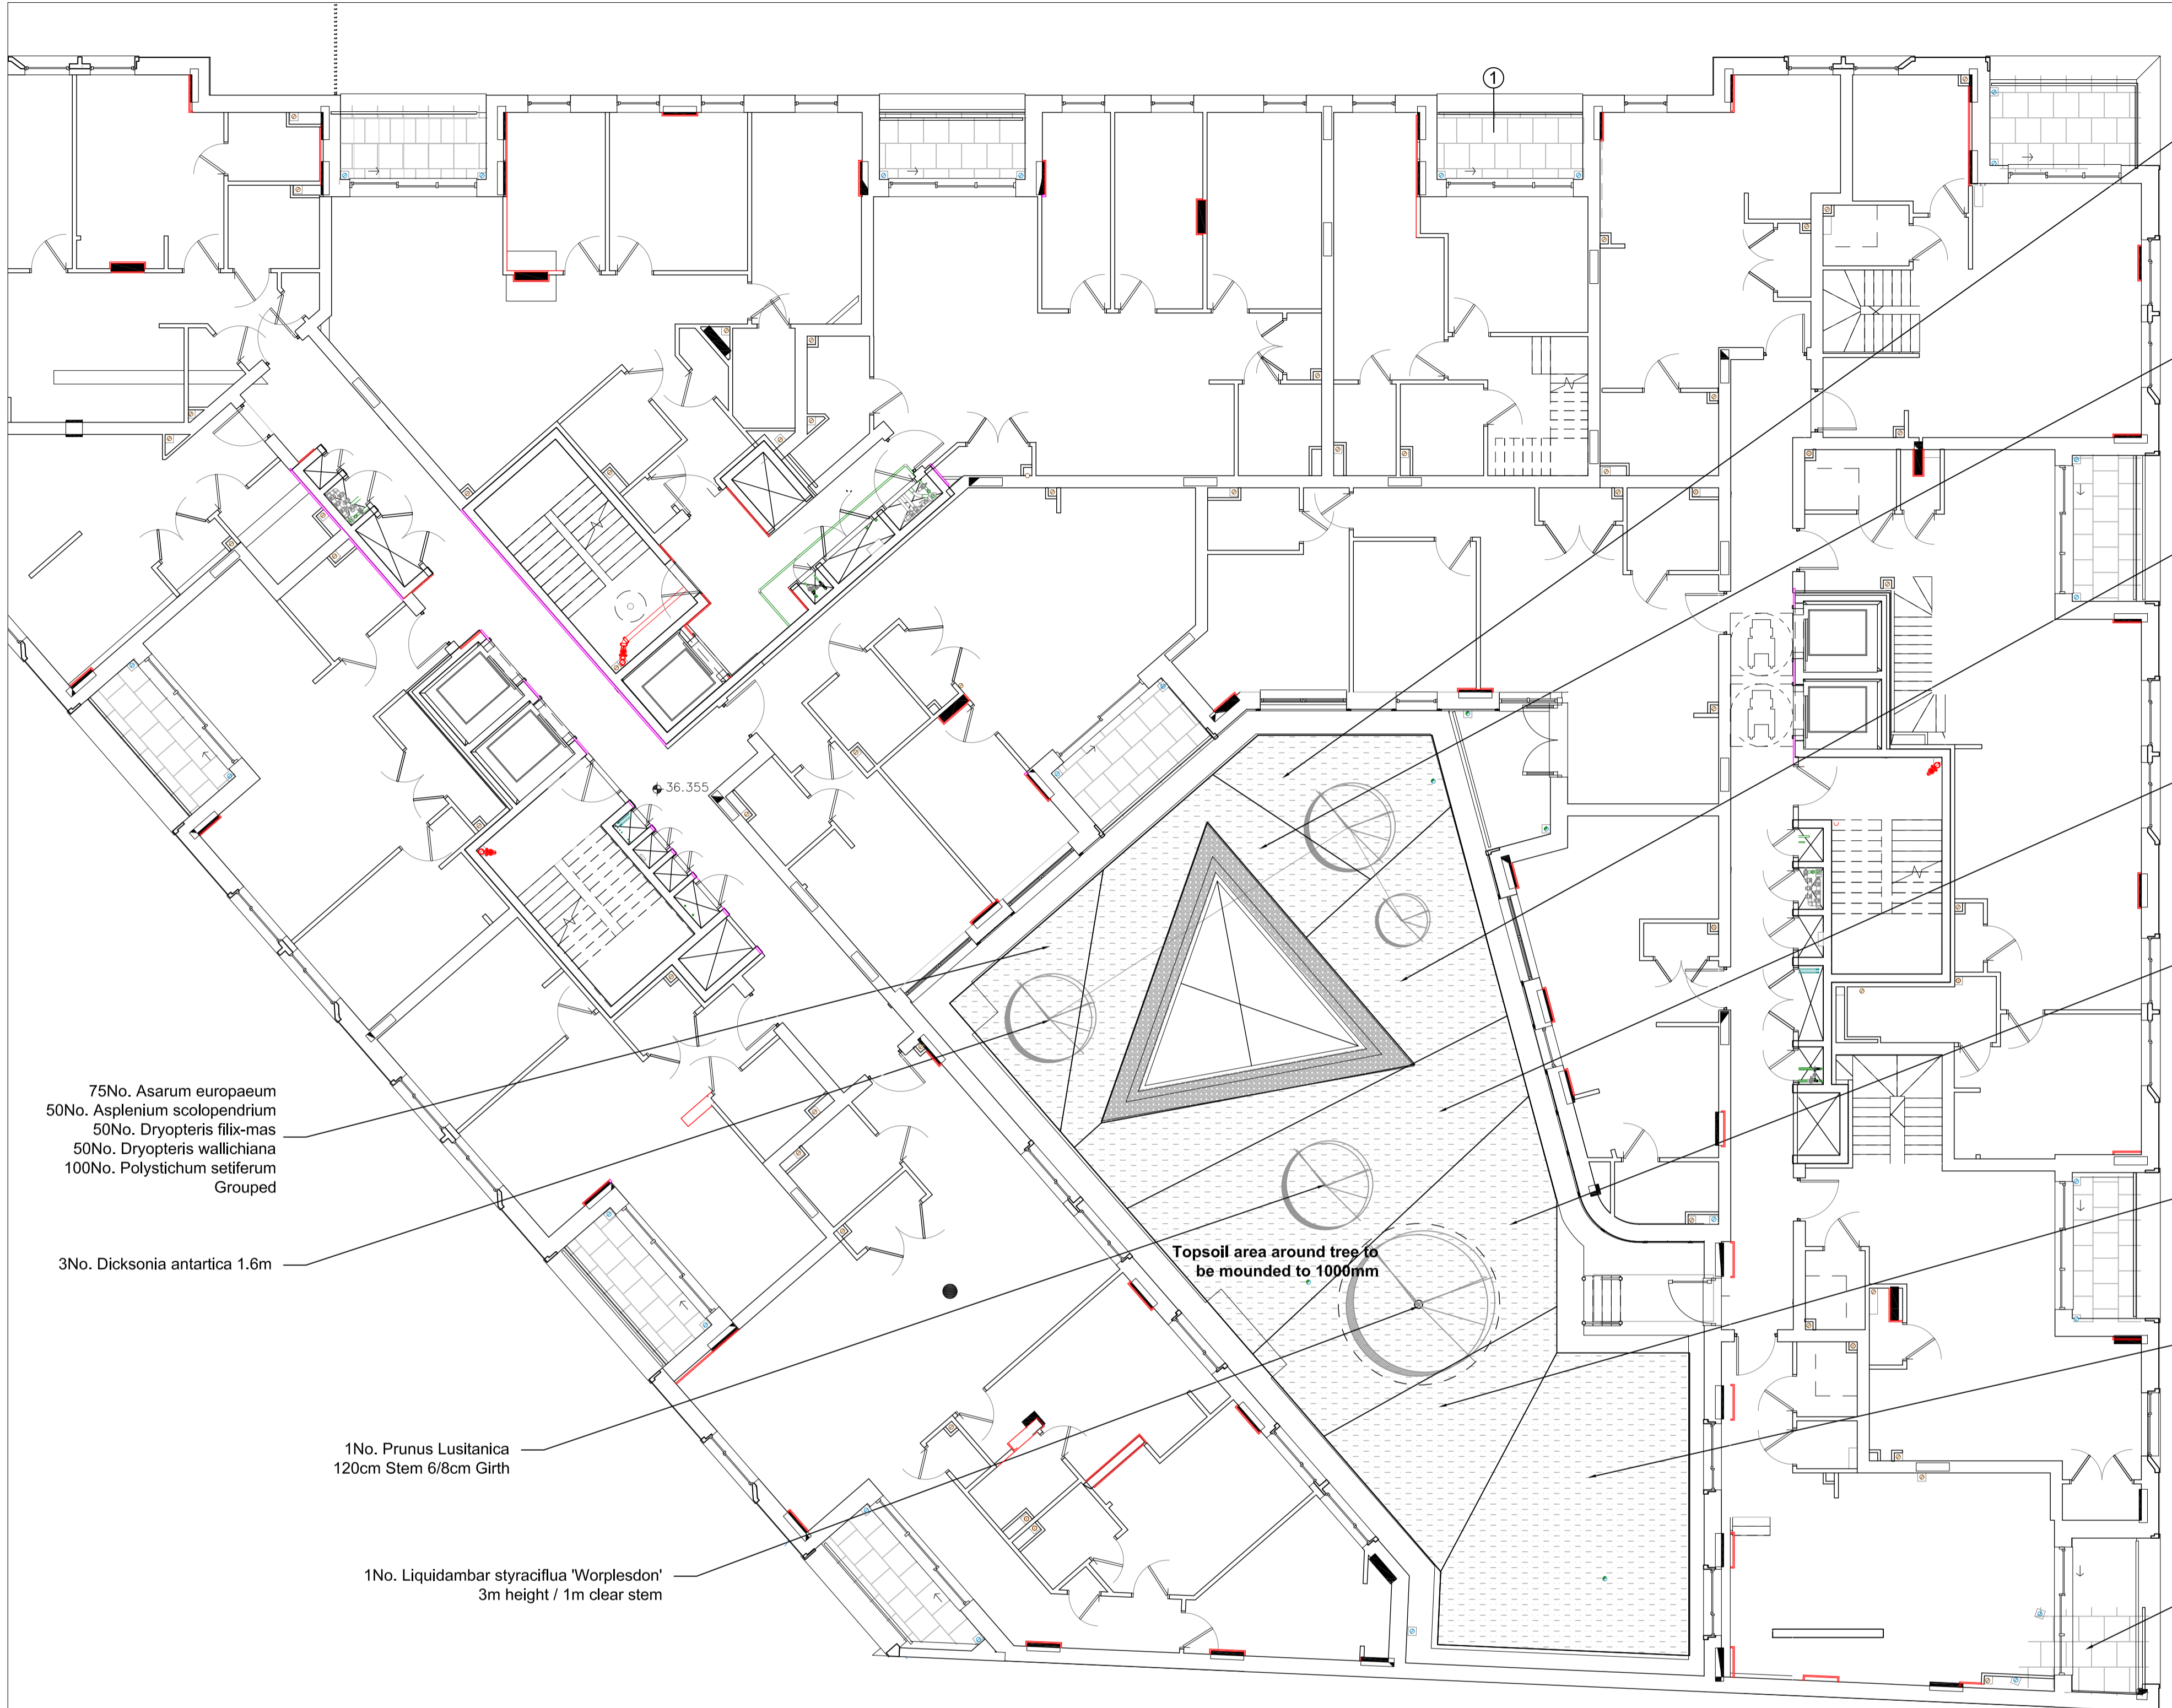 1
36.355
75No. Asarum europaeum
50No. Asplenium scolopendrium
50No. Dryopteris filix-mas
50No. Dryopteris wallichiana
100No. Polystichum setiferum
Grouped
3No. Dicksonia antartica 1.6m
Topsoil area around tree to
be mounded to 1000mm
1No. Prunus Lusitanica
120cm Stem 6/8cm Girth
1No. Liquidambar styraciflua 'Worplesdon'
3m height / 1m clear stem